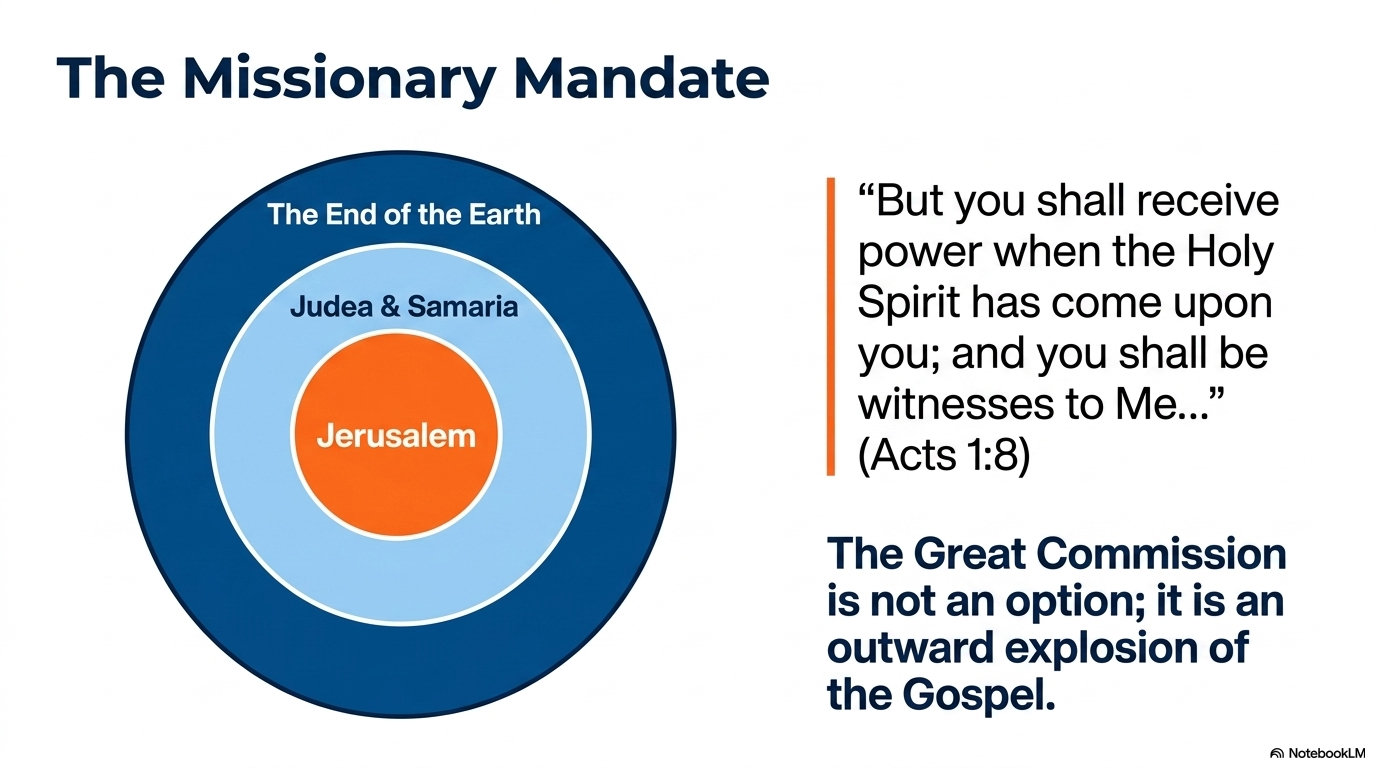 The Missionary Mandate
The End of the Earth
Judea & Samaria
Jerusalem
“But you shall receive
power when the Holy
Spirit has come upon
you; and you shall be
witnesses to Me...”
(Acts 1:8)
The Great Commission
is not an option; it is an
outward explosion of
the Gospel.
NotebookLM